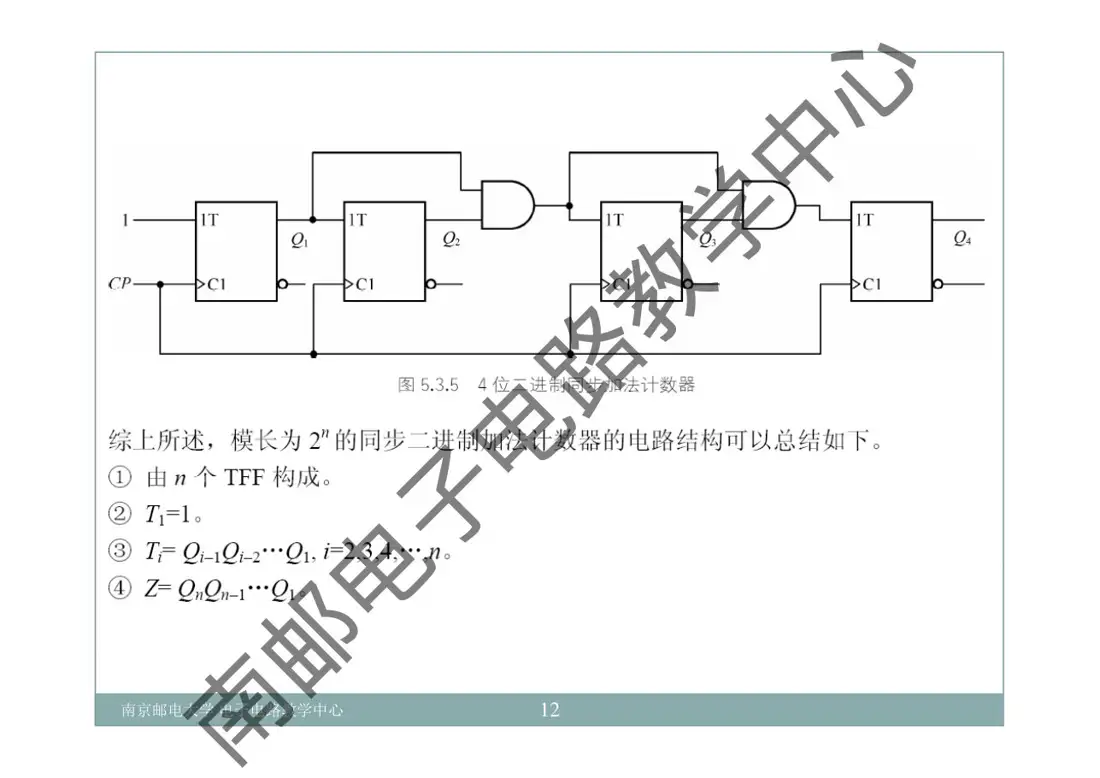 1 1T Q₁ 1T Q₂ 1T Q₃ 1T Q₄
CP C1 C1 C1 C1
图 5.3.5 4 位二进制同步加法计数器
综上所述，模长为 2ⁿ 的同步二进制加法计数器的电路结构可以总结如下。
① 由 n 个 TFF 构成。
② T₁=1。
③ Tᵢ= Qᵢ₋₁Qᵢ₋₂⋯Q₁, i=2,3,4,⋯,n。
④ Z= QₙQₙ₋₁⋯Q₁。
南京邮电大学 电子电路教学中心 12
南邮电子电路教学中心